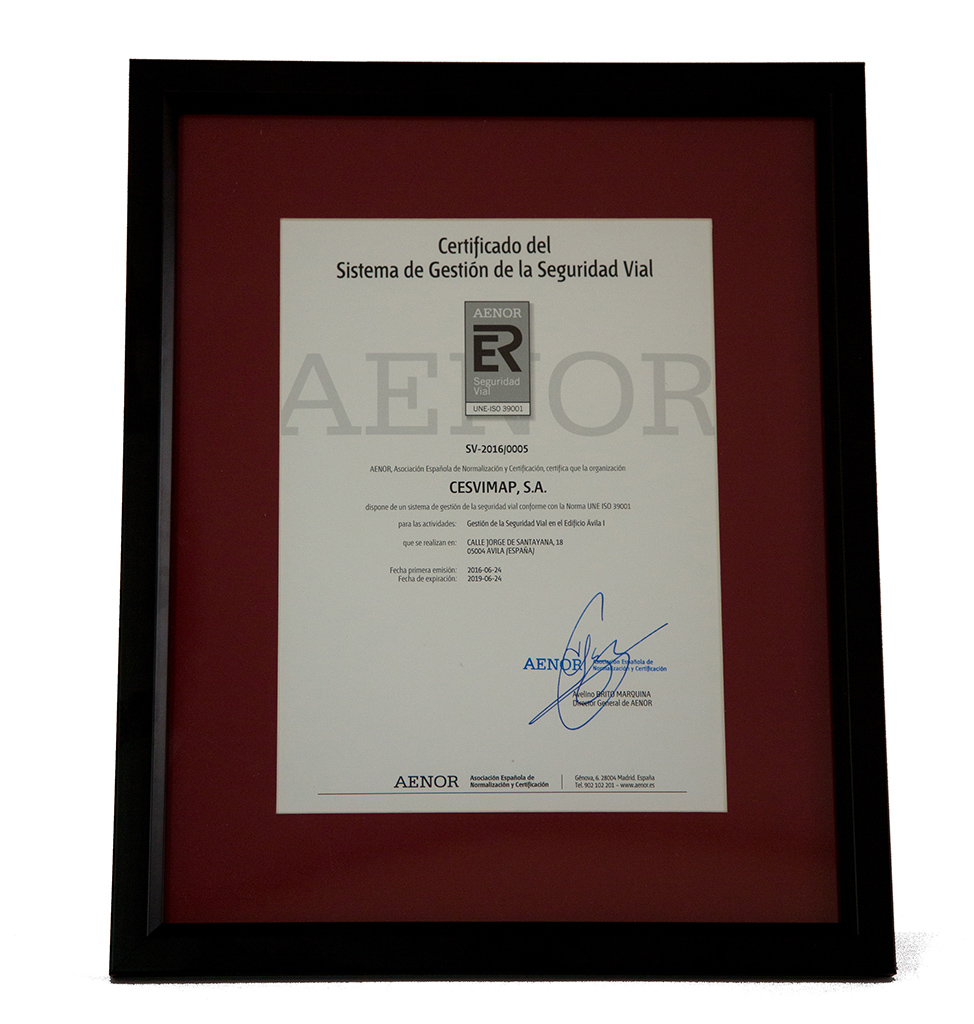 Certificado del
Sistema de Gestión de la Seguridad Vial
AENOR
ER
Seguridad
Vial
UNE-ISO 39001
AENOR
SV-2016/0005
AENOR, Asociación Española de Normalización y Certificación, certifica que la organización
CESVIMAP, S.A.
dispone de un sistema de gestión de la seguridad vial conforme con la Norma UNE ISO 39001
para las actividades: Gestión de la Seguridad Vial en el Edificio Ávila I
que se realizan en: CALLE JORGE DE SANTAYANA, 18
05004 ÁVILA (ESPAÑA)
Fecha primera emisión: 2016-06-24
Fecha de expiración: 2019-06-24
AENOR Asociación Española de
Normalización y Certificación
Avelino BRITO MARQUINA
Director General de AENOR
AENOR Asociación Española de
Normalización y Certificación
Génova, 6. 28004 Madrid. España
Tel. 902 102 201 – www.aenor.es